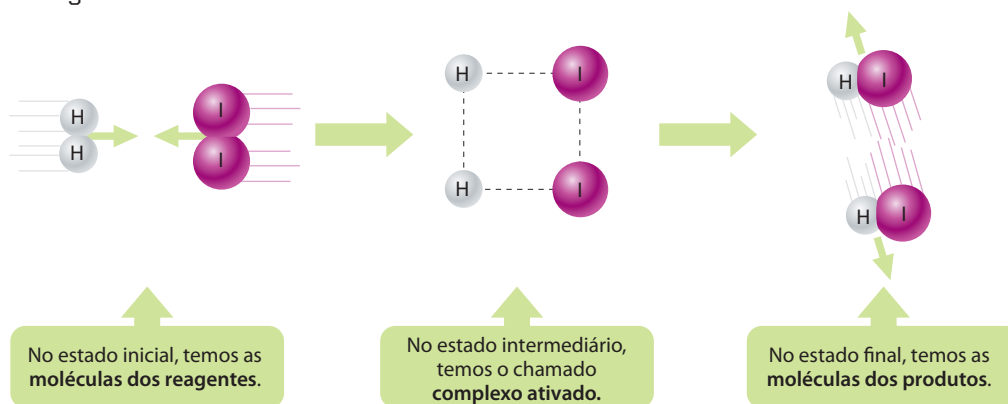 H
H
I
I
H
I
H
I
H
I
H
I
No estado inicial, temos as
moléculas dos reagentes.
No estado intermediário,
temos o chamado
complexo ativado.
No estado final, temos as
moléculas dos produtos.